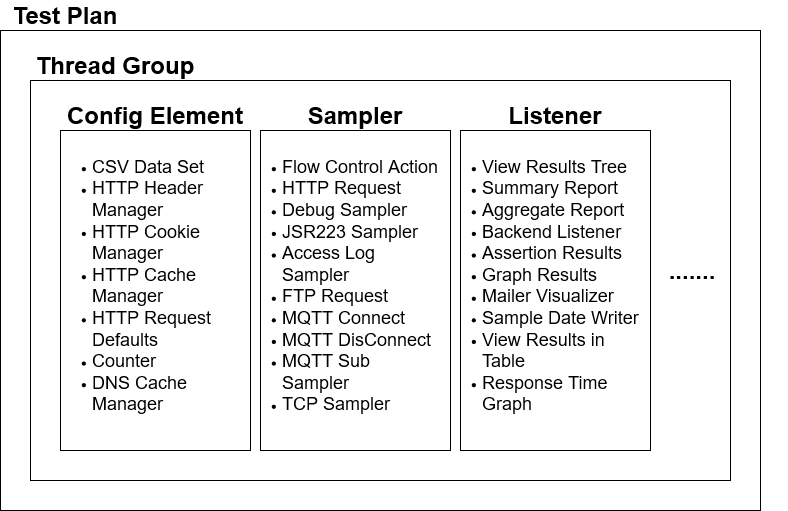 Test Plan
Thread Group
Config Element
• CSV Data Set
• HTTP Header
Manager
• HTTP Cookie
Manager
• HTTP Cache
Manager
• HTTP Request
Defaults
• Counter
• DNS Cache
Manager
Sampler
• Flow Control Action
• HTTP Request
• Debug Sampler
• JSR223 Sampler
• Access Log
Sampler
• FTP Request
• MQTT Connect
• MQTT DisConnect
• MQTT Sub
Sampler
• TCP Sampler
Listener
• View Results Tree
• Summary Report
• Aggregate Report
• Backend Listener
• Assertion Results
• Graph Results
• Mailer Visualizer
• Sample Date Writer
• View Results in
Table
• Response Time
Graph
.......